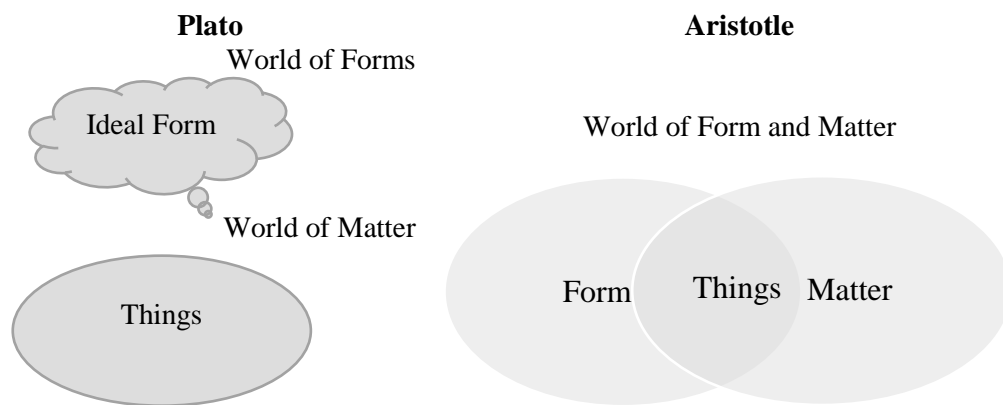 Plato
World of Forms
Ideal Form
World of Matter
Things
Aristotle
World of Form and Matter
Form
Things
Matter